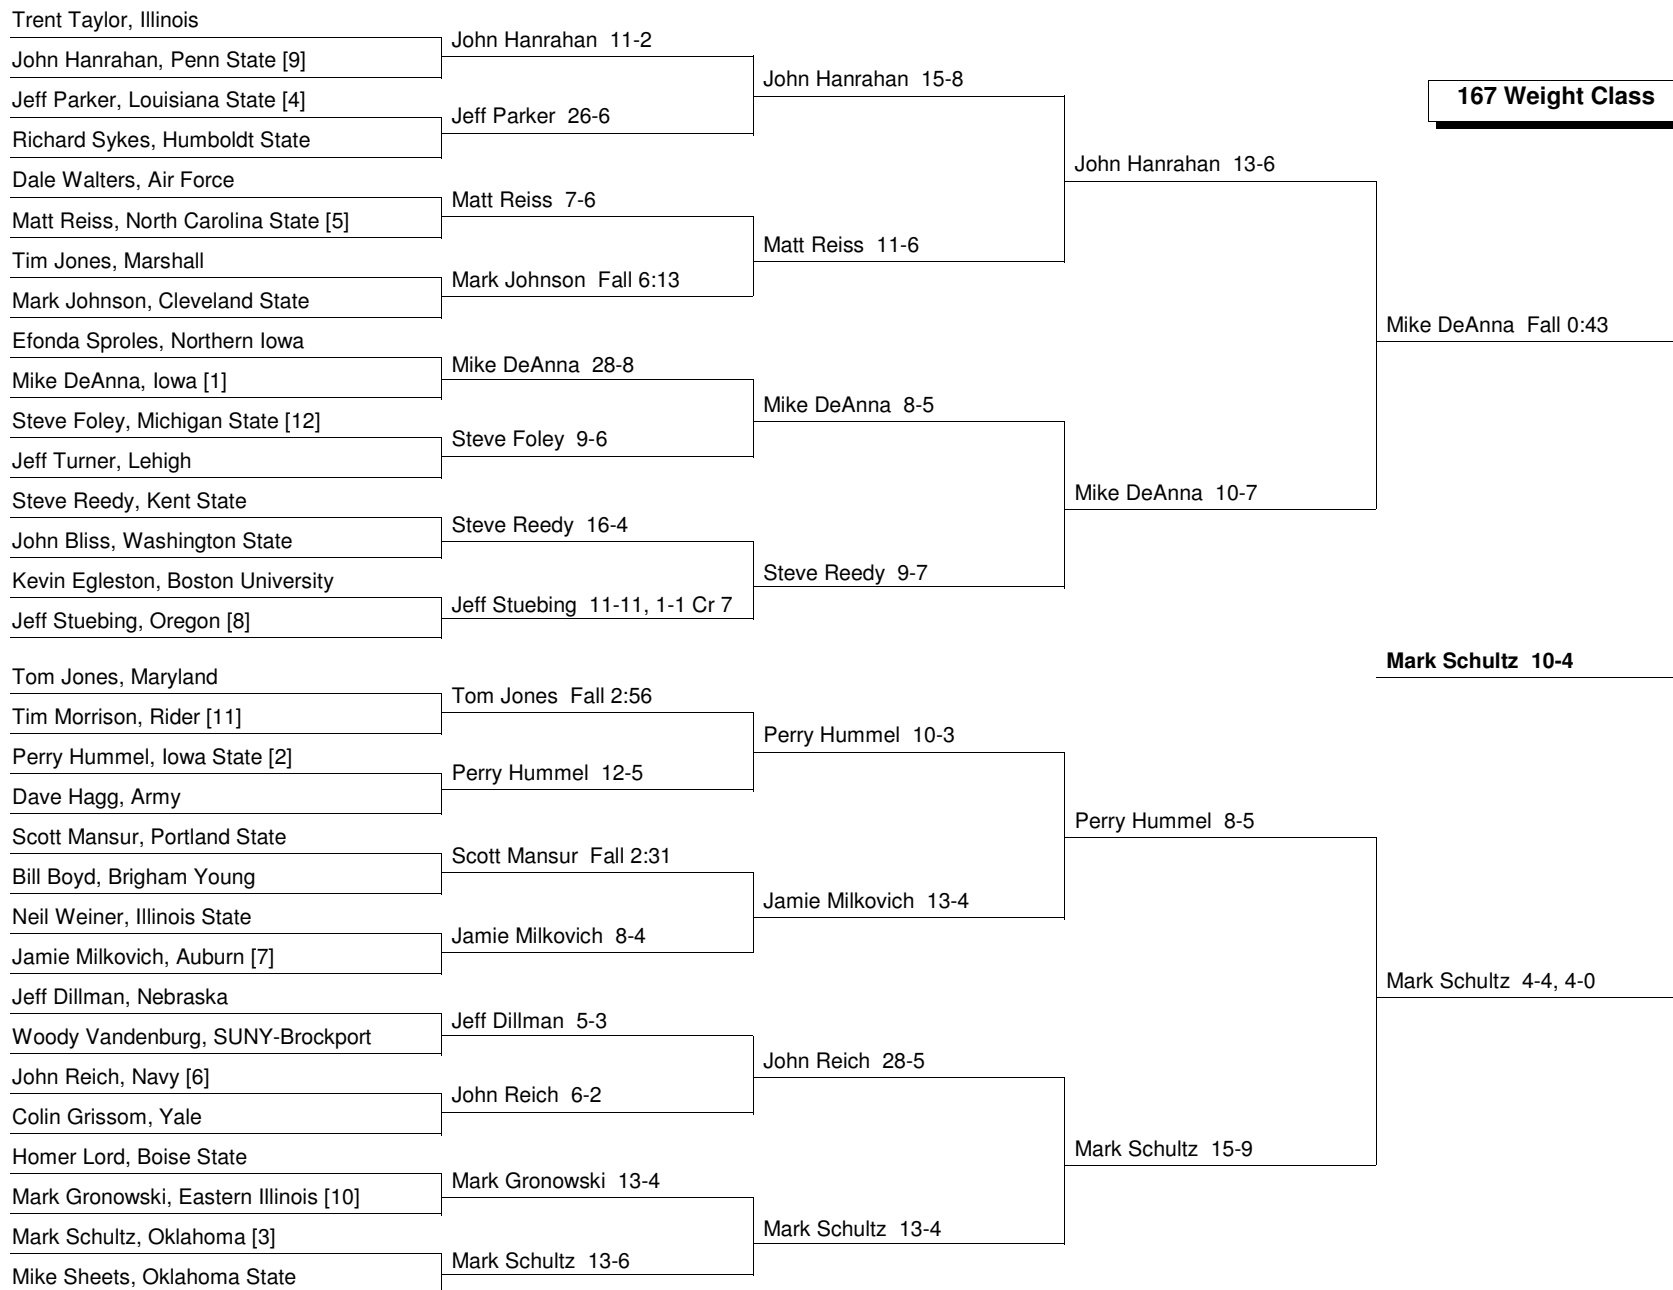 Trent Taylor, Illinois
John Hanrahan, Penn State [9]
Jeff Parker, Louisiana State [4]
Richard Sykes, Humboldt State
Dale Walters, Air Force
Matt Reiss, North Carolina State [5]
Tim Jones, Marshall
Mark Johnson, Cleveland State
Efonda Sproles, Northern Iowa
Mike DeAnna, Iowa [1]
Steve Foley, Michigan State [12]
Jeff Turner, Lehigh
Steve Reedy, Kent State
John Bliss, Washington State
Kevin Egleston, Boston University
Jeff Stuebing, Oregon [8]
Tom Jones, Maryland
Tim Morrison, Rider [11]
Perry Hummel, Iowa State [2]
Dave Hagg, Army
Scott Mansur, Portland State
Bill Boyd, Brigham Young
Neil Weiner, Illinois State
Jamie Milkovich, Auburn [7]
Jeff Dillman, Nebraska
Woody Vandenburg, SUNY-Brockport
John Reich, Navy [6]
Colin Grissom, Yale
Homer Lord, Boise State
Mark Gronowski, Eastern Illinois [10]
Mark Schultz, Oklahoma [3]
Mike Sheets, Oklahoma State
John Hanrahan 11-2
Jeff Parker 26-6
Matt Reiss 7-6
Mark Johnson Fall 6:13
Mike DeAnna 28-8
Steve Foley 9-6
Steve Reedy 16-4
Jeff Stuebing 11-11, 1-1 Cr 7
Tom Jones Fall 2:56
Perry Hummel 12-5
Scott Mansur Fall 2:31
Jamie Milkovich 8-4
Jeff Dillman 5-3
John Reich 6-2
Mark Gronowski 13-4
Mark Schultz 13-6
John Hanrahan 15-8
Matt Reiss 11-6
Mike DeAnna 8-5
Steve Reedy 9-7
Perry Hummel 10-3
Jamie Milkovich 13-4
John Reich 28-5
Mark Schultz 13-4
John Hanrahan 13-6
Mike DeAnna 10-7
Perry Hummel 8-5
Mark Schultz 15-9
167 Weight Class
Mike DeAnna Fall 0:43
Mark Schultz 10-4
Mark Schultz 4-4, 4-0